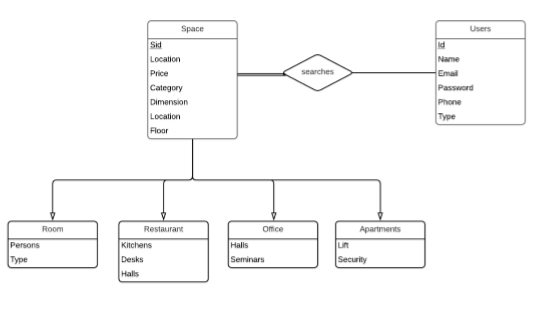 Space
Sid
Location
Price
Category
Dimension
Location
Floor
searches
Users
Id
Name
Email
Password
Phone
Type
Room
Persons
Type
Restaurant
Kitchens
Desks
Halls
Office
Halls
Seminars
Apartments
Lift
Security